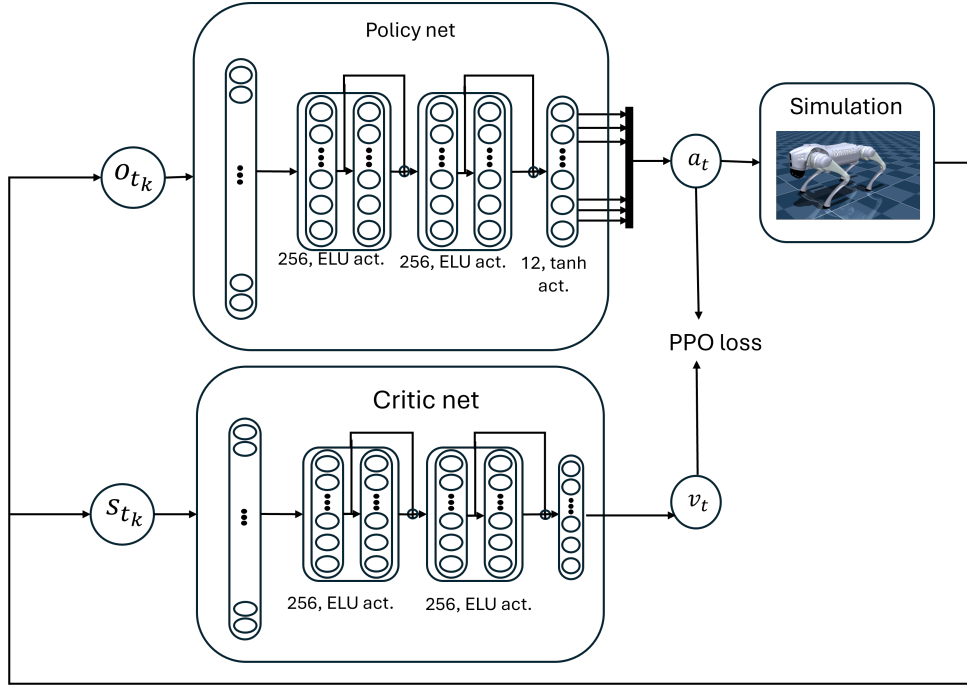 Policy net
Simulation
o_{t_k}
a_t
256, ELU act.
256, ELU act.
12, tanh
act.
PPO loss
Critic net
s_{t_k}
v_t
256, ELU act.
256, ELU act.